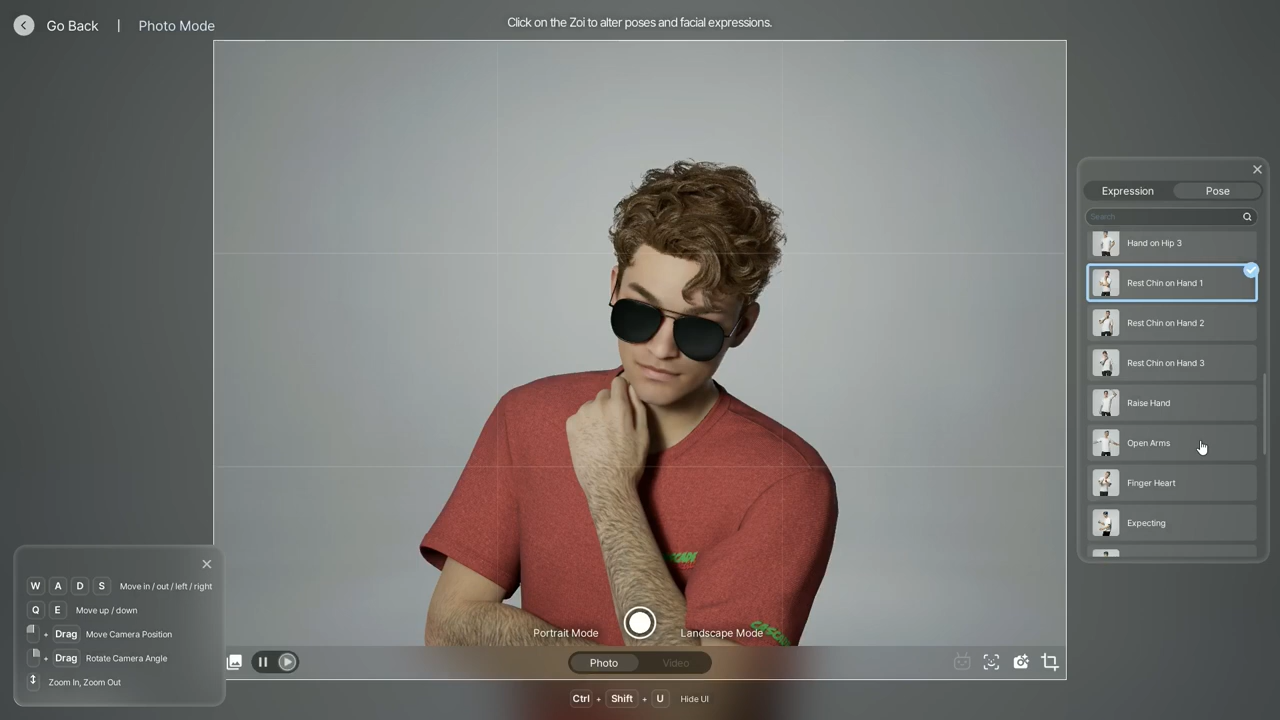 Go Back | Photo Mode
Click on the Zoi to alter poses and facial expressions.
Expression Pose
Search
Hand on Hip 3
Rest Chin on Hand 1
Rest Chin on Hand 2
Rest Chin on Hand 3
Raise Hand
Open Arms
Finger Heart
Expecting
CASCADE
W A D S Move in / out / left / right
Q E Move up / down
+ Drag Move Camera Position
+ Drag Rotate Camera Angle
Zoom In, Zoom Out
Portrait Mode Landscape Mode
Photo Video
Ctrl + Shift + U Hide UI